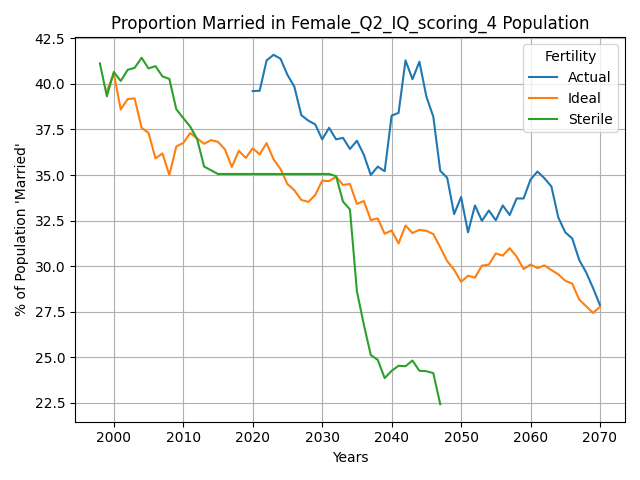 Proportion Married in Female_Q2_IQ_scoring_4 Population
42.5
40.0
37.5
35.0
32.5
30.0
27.5
25.0
22.5
% of Population 'Married'
Fertility
Actual
Ideal
Sterile
2000 2010 2020 2030 2040 2050 2060 2070
Years